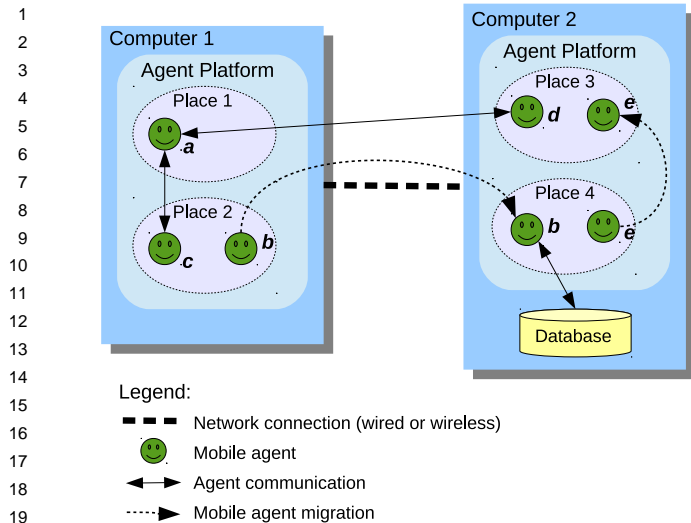 1
2
3
4
5
6
7
8
9
10
11
12
13
14
15
16
17
18
19
Computer 1
Agent Platform
Place 1
a
Place 2
c
b
Computer 2
Agent Platform
Place 3
d
e
Place 4
b
e
Database
Legend:
Network connection (wired or wireless)
Mobile agent
Agent communication
Mobile agent migration